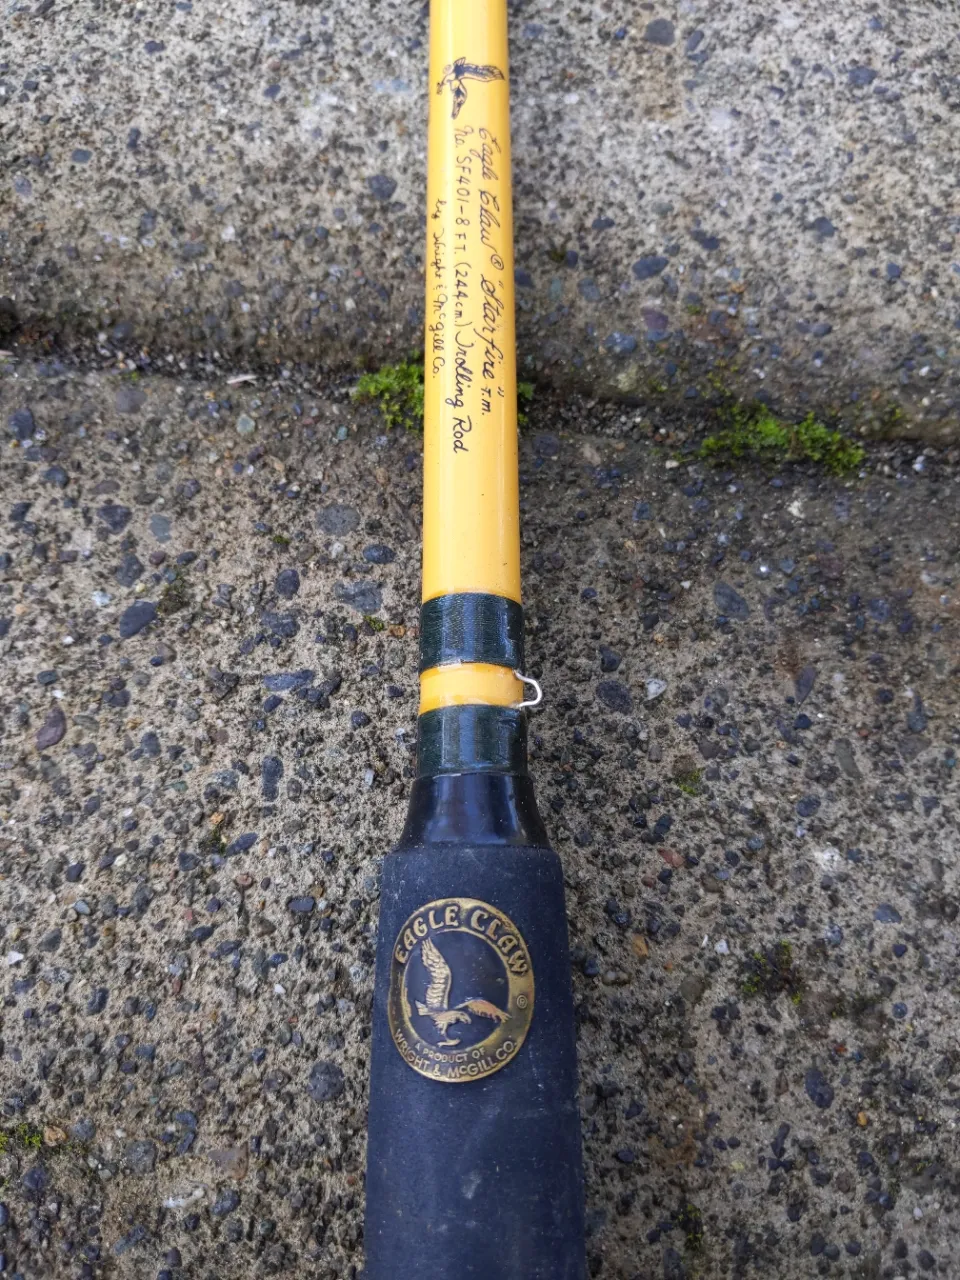 Eagle Claw® "Starfire" T.M.
No. SF401-8 FT. (244cm.) Trolling Rod
by Wright & McGill Co.
EAGLE CLAW
©
A PRODUCT OF
WRIGHT & McGILL CO.